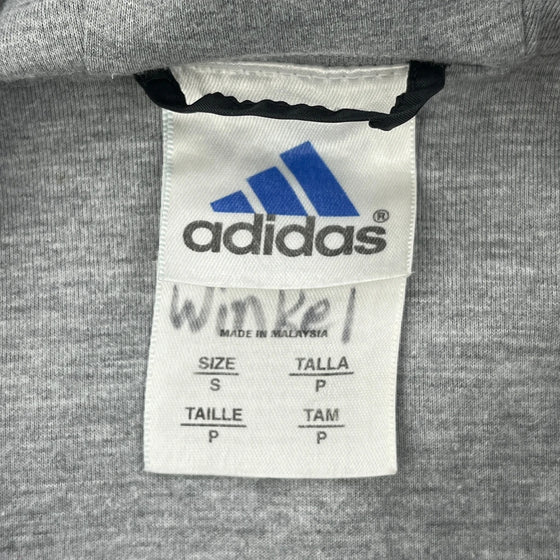 adidas®
Winkel
MADE IN MALAYSIA
SIZE TALLA
S P
TAILLE TAM
P P